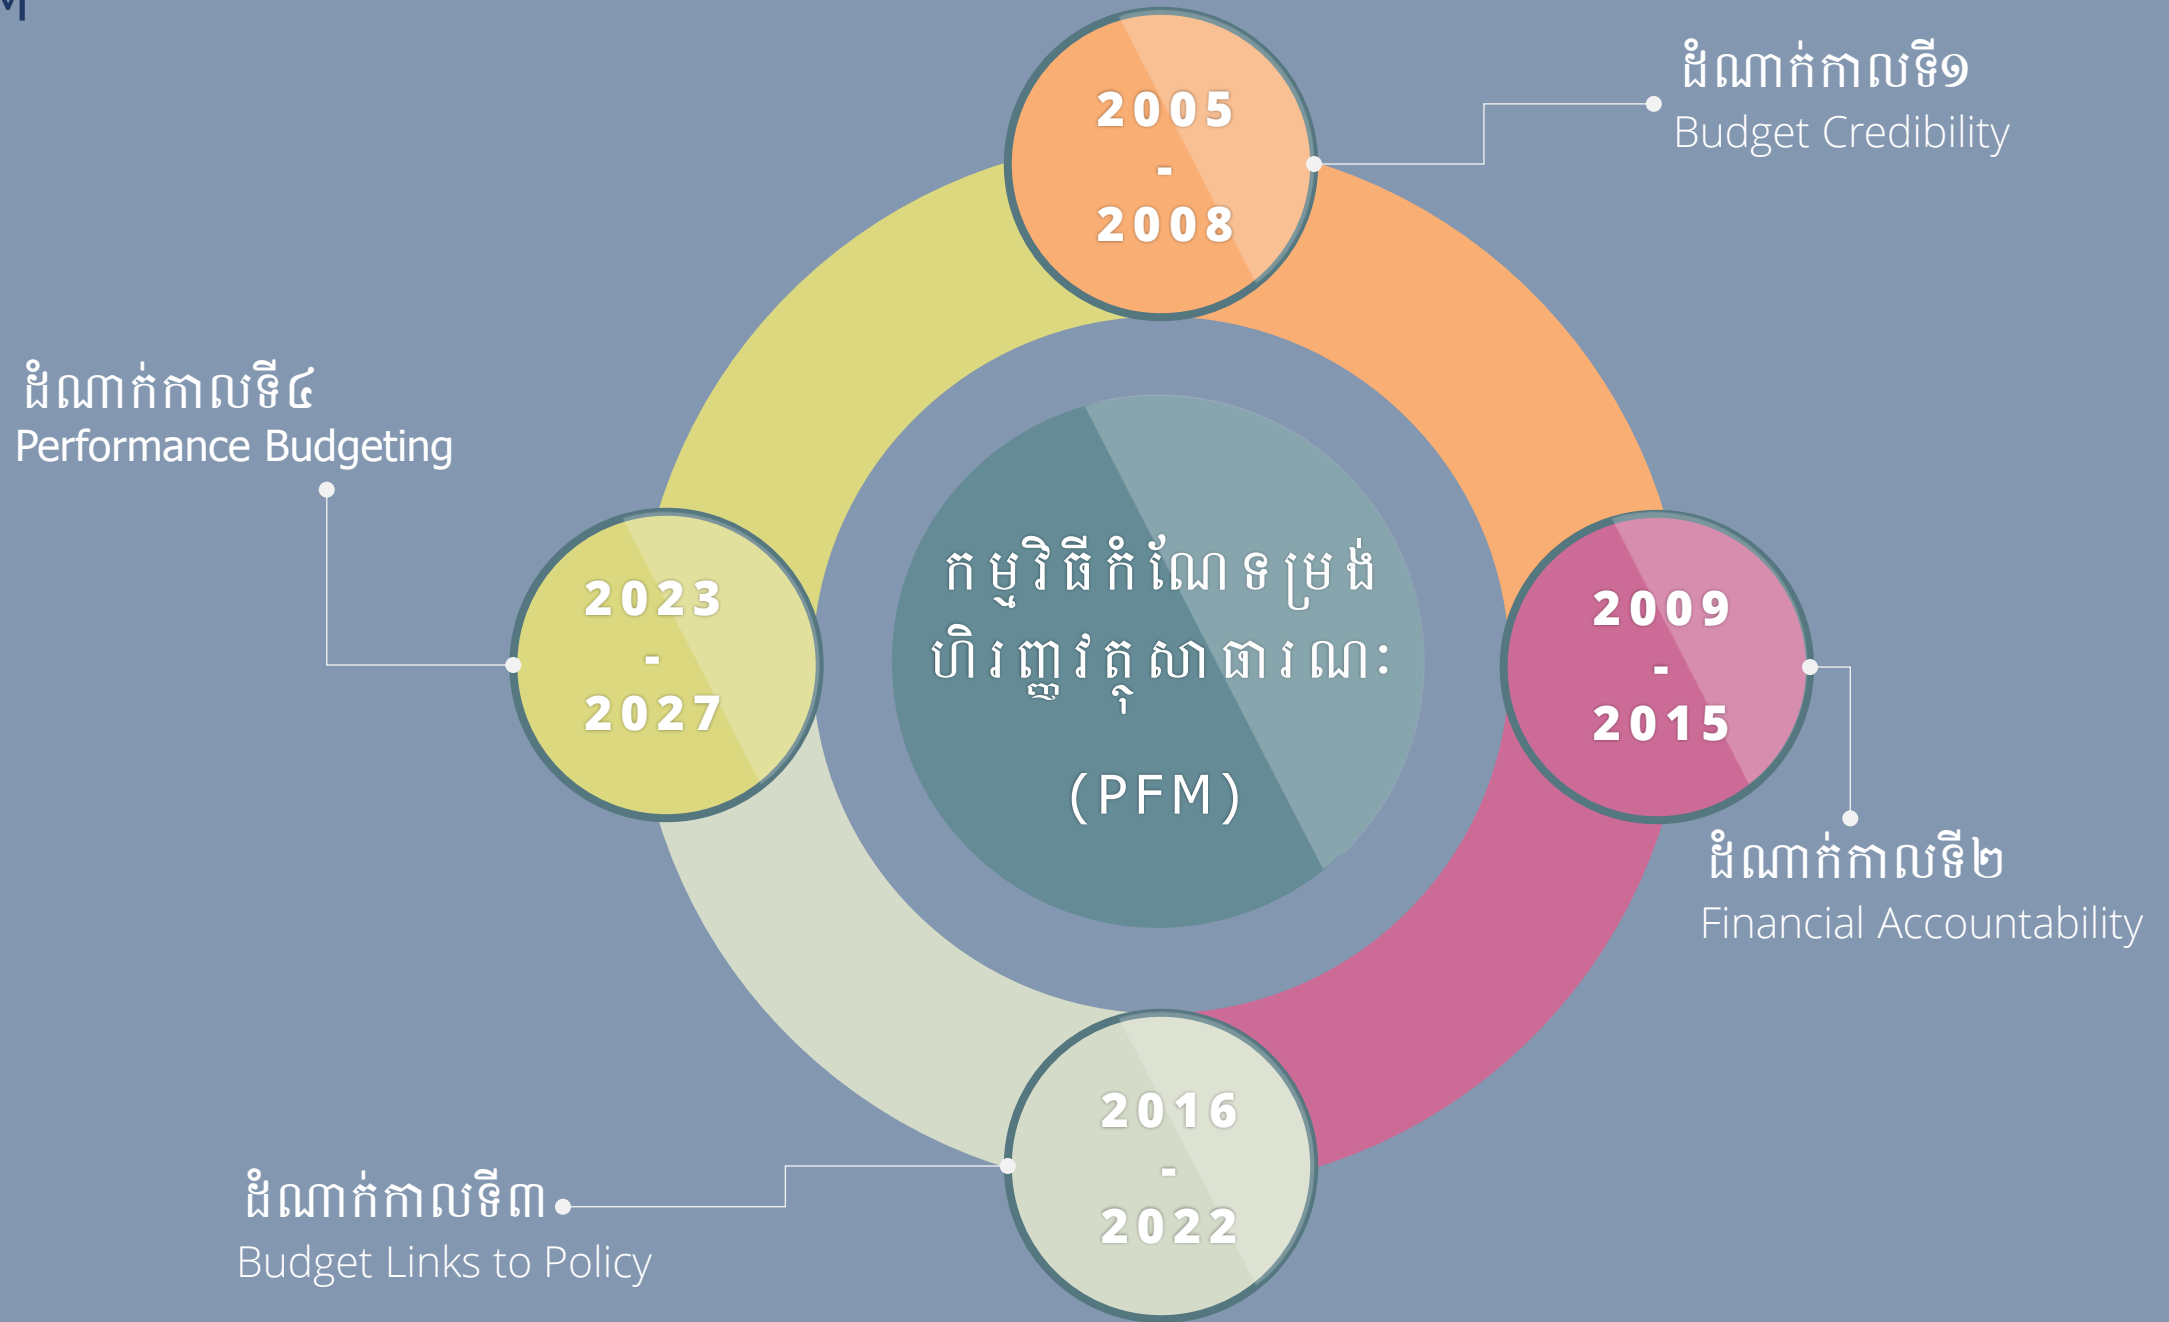 2005
-
2008
ដំណាក់កាលទី១
Budget Credibility
ដំណាក់កាលទី៤
Performance Budgeting
2023
-
2027
កម្មវិធីកំណែទម្រង់
ហិរញ្ញវត្ថុសាធារណៈ
(PFM)
2009
-
2015
ដំណាក់កាលទី២
Financial Accountability
2016
-
2022
ដំណាក់កាលទី៣
Budget Links to Policy